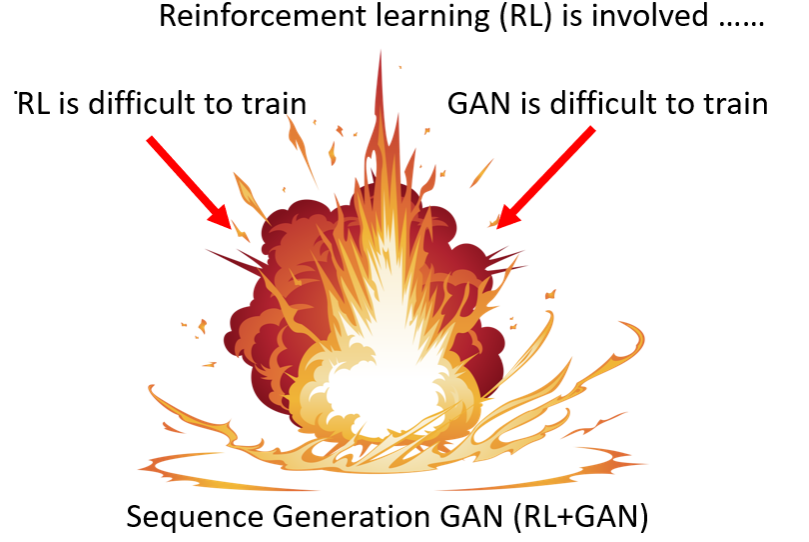 Reinforcement learning (RL) is involved ......
RL is difficult to train
GAN is difficult to train
Sequence Generation GAN (RL+GAN)